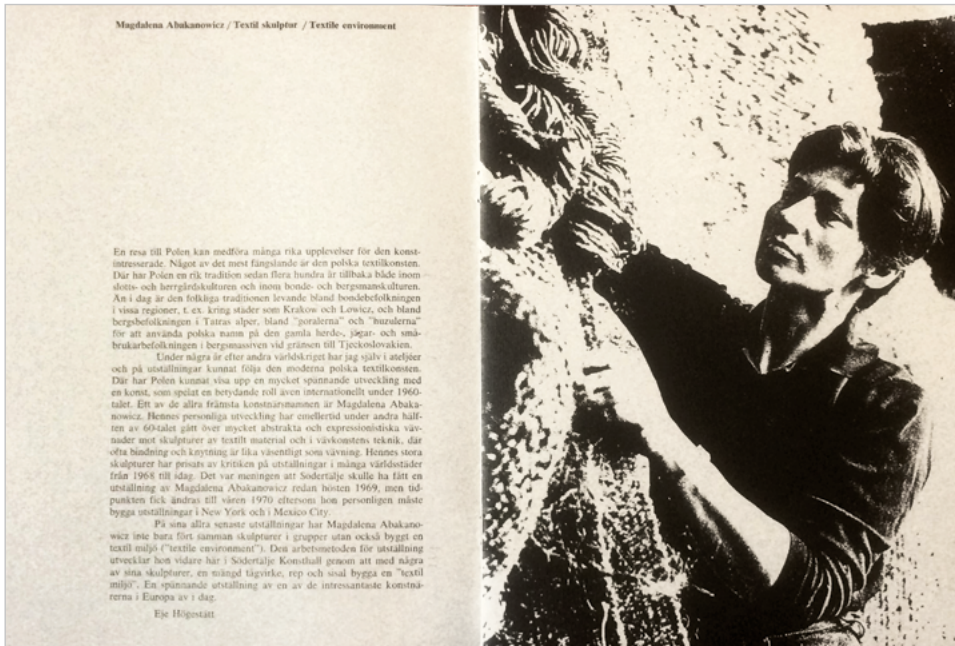 Magdalena Abakanowicz / Textil skulptur / Textile environment
En resa till Polen kan medföra många rika upplevelser för den konst-
intresserade. Något av det mest fängslande är den polska textilkonsten.
Där har Polen en rik tradition sedan flera hundra år tillbaka både inom
slotts- och herrgårdskulturen och inom bonde- och bergsmanskulturen.
Än i dag är den folkliga traditionen levande bland bondebefolkningen
i vissa regioner, t. ex. kring städer som Krakow och Lowicz, och bland
bergsbefolkningen i Tatras alper, bland "goralerna" och "huzulerna"
för att använda polska namn på den gamla herde-, jägar- och små-
brukarbefolkningen i bergsmassiven vid gränsen till Tjeckoslovakien.
Under några år efter andra världskriget har jag själv i ateljéer
och på utställningar kunnat följa den moderna polska textilkonsten.
Där har Polen kunnat visa upp en mycket spännande utveckling med
en konst, som spelat en betydande roll även internationellt under 1960-
talet. Ett av de allra främsta konstnärsnamnen är Magdalena Abaka-
nowicz. Hennes personliga utveckling har emellertid under andra hälf-
ten av 60-talet gått över mycket abstrakta och expressionistiska väv-
nader mot skulpturer av textilt material och i vävkonstens teknik, där
ofta bindning och knytning är lika väsentligt som vävning. Hennes stora
skulpturer har prisats av kritiken på utställningar i många världsstäder
från 1968 till idag. Det var meningen att Södertälje skulle ha fått en
utställning av Magdalena Abakanowicz redan hösten 1969, men tid-
punkten fick ändras till våren 1970 eftersom hon personligen måste
bygga utställningar i New York och i Mexico City.
På sina allra senaste utställningar har Magdalena Abakano-
wicz inte bara fört samman skulpturer i grupper utan också byggt en
textil miljö ("textile environment"). Den arbetsmetoden för utställning
utvecklar hon vidare här i Södertälje Konsthall genom att med några
av sina skulpturer, en mängd tågvirke, rep och sisal bygga en "textil
miljö". En spännande utställning av en av de intressantaste konstnä-
rerna i Europa av i dag.
Eje Högestätt